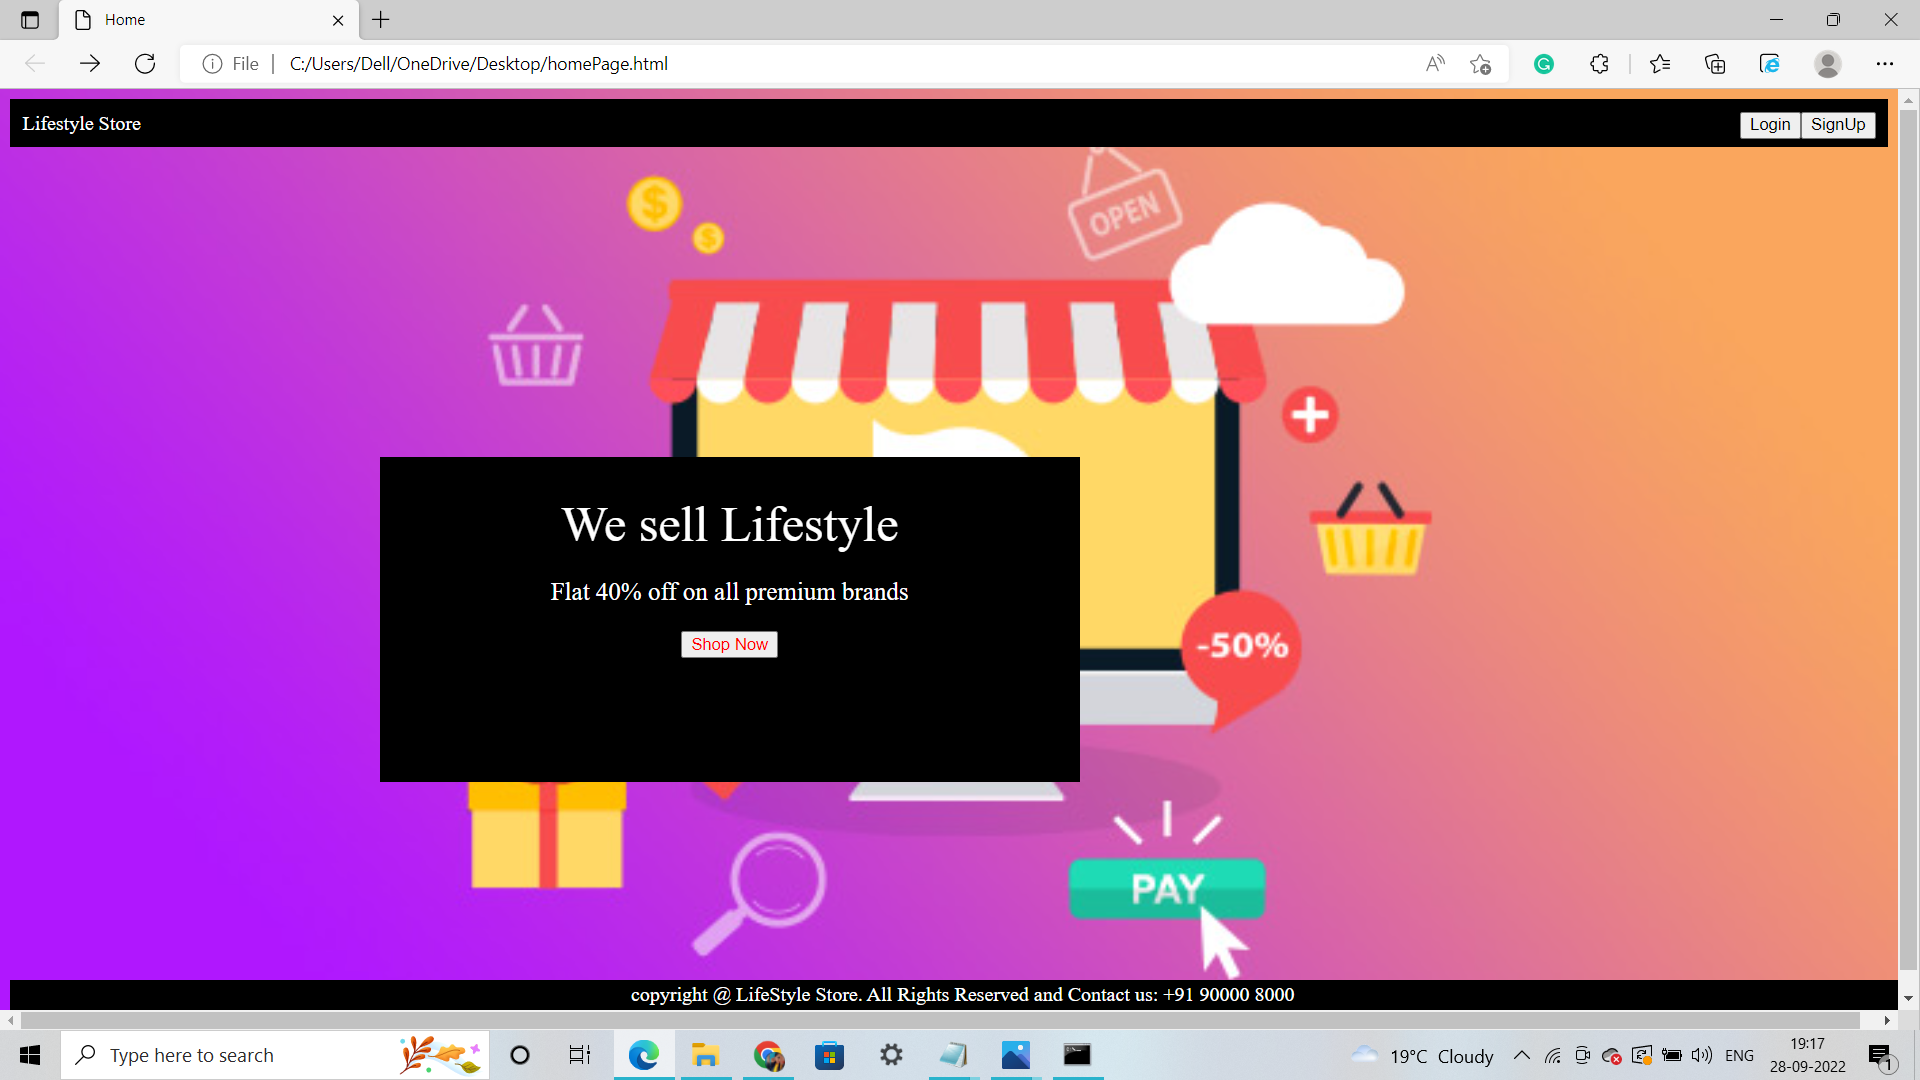 Home
File
C:/Users/Dell/OneDrive/Desktop/homePage.html
Lifestyle Store
Login
SignUp
$
$
OPEN
We sell Lifestyle
Flat 40% off on all premium brands
Shop Now
-50%
PAY
copyright @ LifeStyle Store. All Rights Reserved and Contact us: +91 90000 8000
Type here to search
19°C Cloudy
ENG
19:17
28-09-2022
1